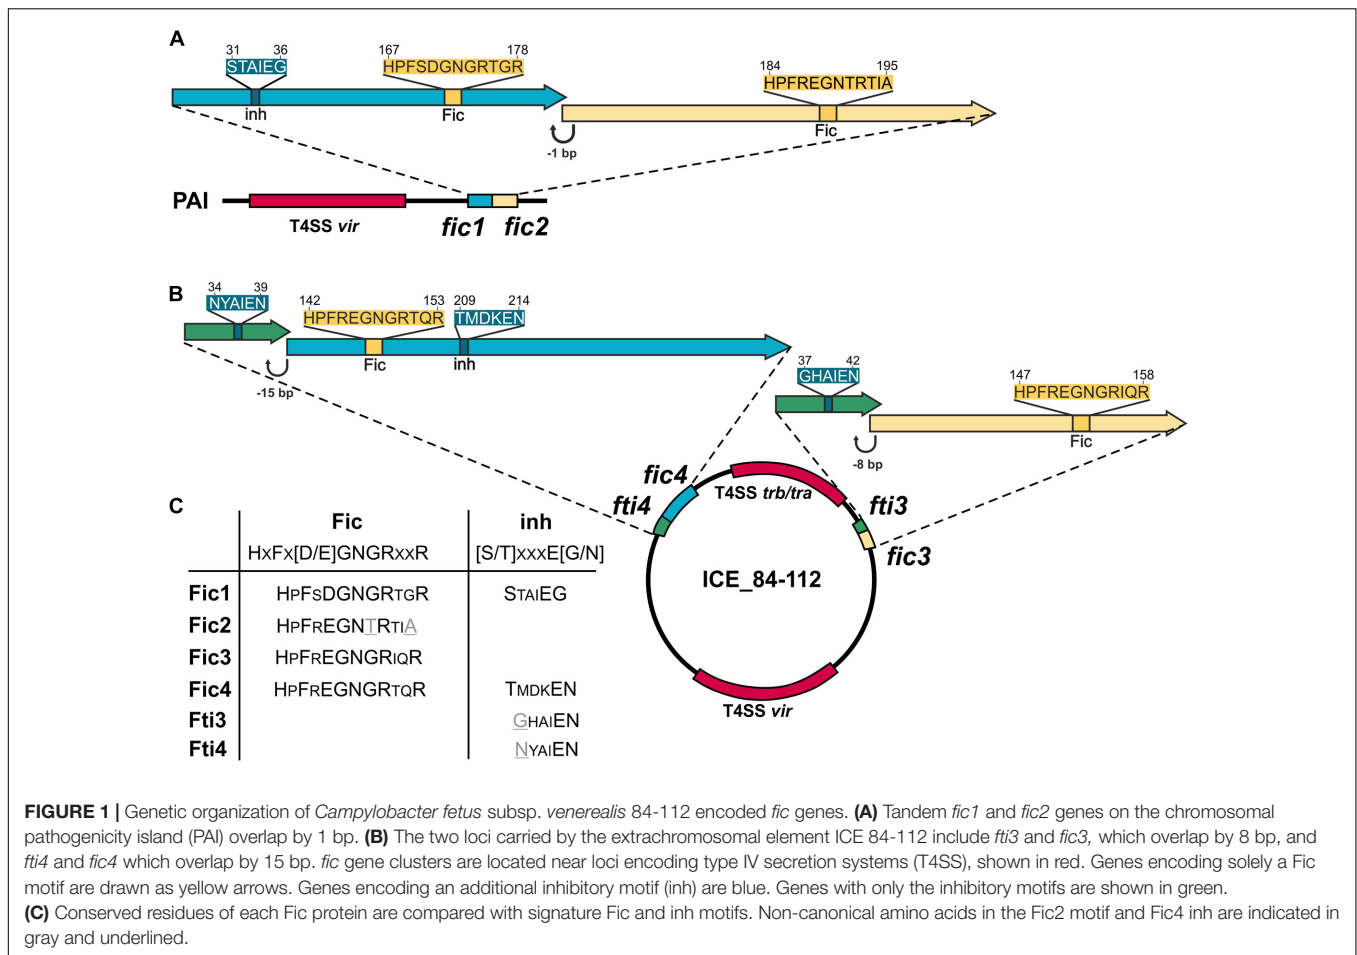 A
31 36
STAIEG
167 178
HPFSDGNGRTGR
184 195
HPFREGNTRTIA
inh
Fic
Fic
-1 bp
PAI
T4SS vir
fic1 fic2
B
34 39
NYAIEN
142 153
HPFREGNGRTQR
209 214
TMDKEN
Fic
inh
-15 bp
37 42
GHAIEN
147 158
HPFREGNGRIQR
Fic
-8 bp
fic4
fti4
T4SS trb/tra
fti3
fic3
ICE_84-112
T4SS vir
C
Fic inh
HxFx[D/E]GNGRxxR [S/T]xxxE[G/N]
Fic1 HPFSDGNGRTGR STAIEG
Fic2 HPFREGNTRTIA
Fic3 HPFREGNGRIQR
Fic4 HPFREGNGRTQR TMDKEN
Fti3 GHAIEN
Fti4 NYAIEN
FIGURE 1 | Genetic organization of Campylobacter fetus subsp. venerealis 84-112 encoded fic genes. (A) Tandem fic1 and fic2 genes on the chromosomal
pathogenicity island (PAI) overlap by 1 bp. (B) The two loci carried by the extrachromosomal element ICE 84-112 include fti3 and fic3, which overlap by 8 bp, and
fti4 and fic4 which overlap by 15 bp. fic gene clusters are located near loci encoding type IV secretion systems (T4SS), shown in red. Genes encoding solely a Fic
motif are drawn as yellow arrows. Genes encoding an additional inhibitory motif (inh) are blue. Genes with only the inhibitory motifs are shown in green.
(C) Conserved residues of each Fic protein are compared with signature Fic and inh motifs. Non-canonical amino acids in the Fic2 motif and Fic4 inh are indicated in
gray and underlined.